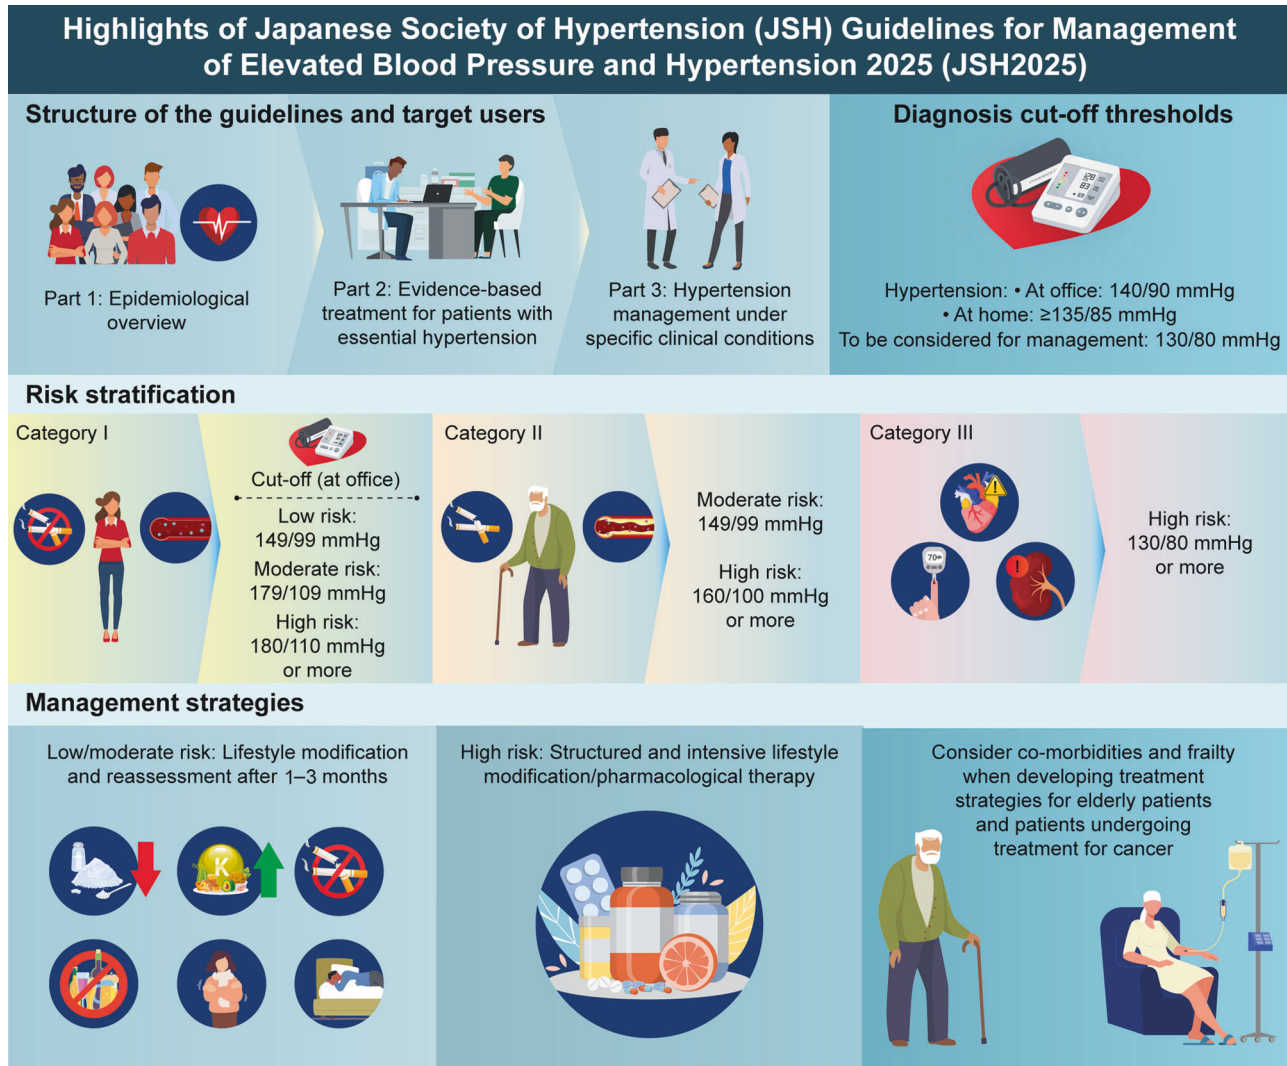 Highlights of Japanese Society of Hypertension (JSH) Guidelines for Management
of Elevated Blood Pressure and Hypertension 2025 (JSH2025)
Structure of the guidelines and target users
Part 1: Epidemiological
overview
Part 2: Evidence-based
treatment for patients with
essential hypertension
Part 3: Hypertension
management under
specific clinical conditions
Diagnosis cut-off thresholds
128
83
Hypertension: • At office: 140/90 mmHg
• At home: ≥135/85 mmHg
To be considered for management: 130/80 mmHg
Risk stratification
Category I
Cut-off (at office)
Low risk:
149/99 mmHg
Moderate risk:
179/109 mmHg
High risk:
180/110 mmHg
or more
Category II
Moderate risk:
149/99 mmHg
High risk:
160/100 mmHg
or more
Category III
!
70
!
High risk:
130/80 mmHg
or more
Management strategies
Low/moderate risk: Lifestyle modification
and reassessment after 1–3 months
K
High risk: Structured and intensive lifestyle
modification/pharmacological therapy
Consider co-morbidities and frailty
when developing treatment
strategies for elderly patients
and patients undergoing
treatment for cancer